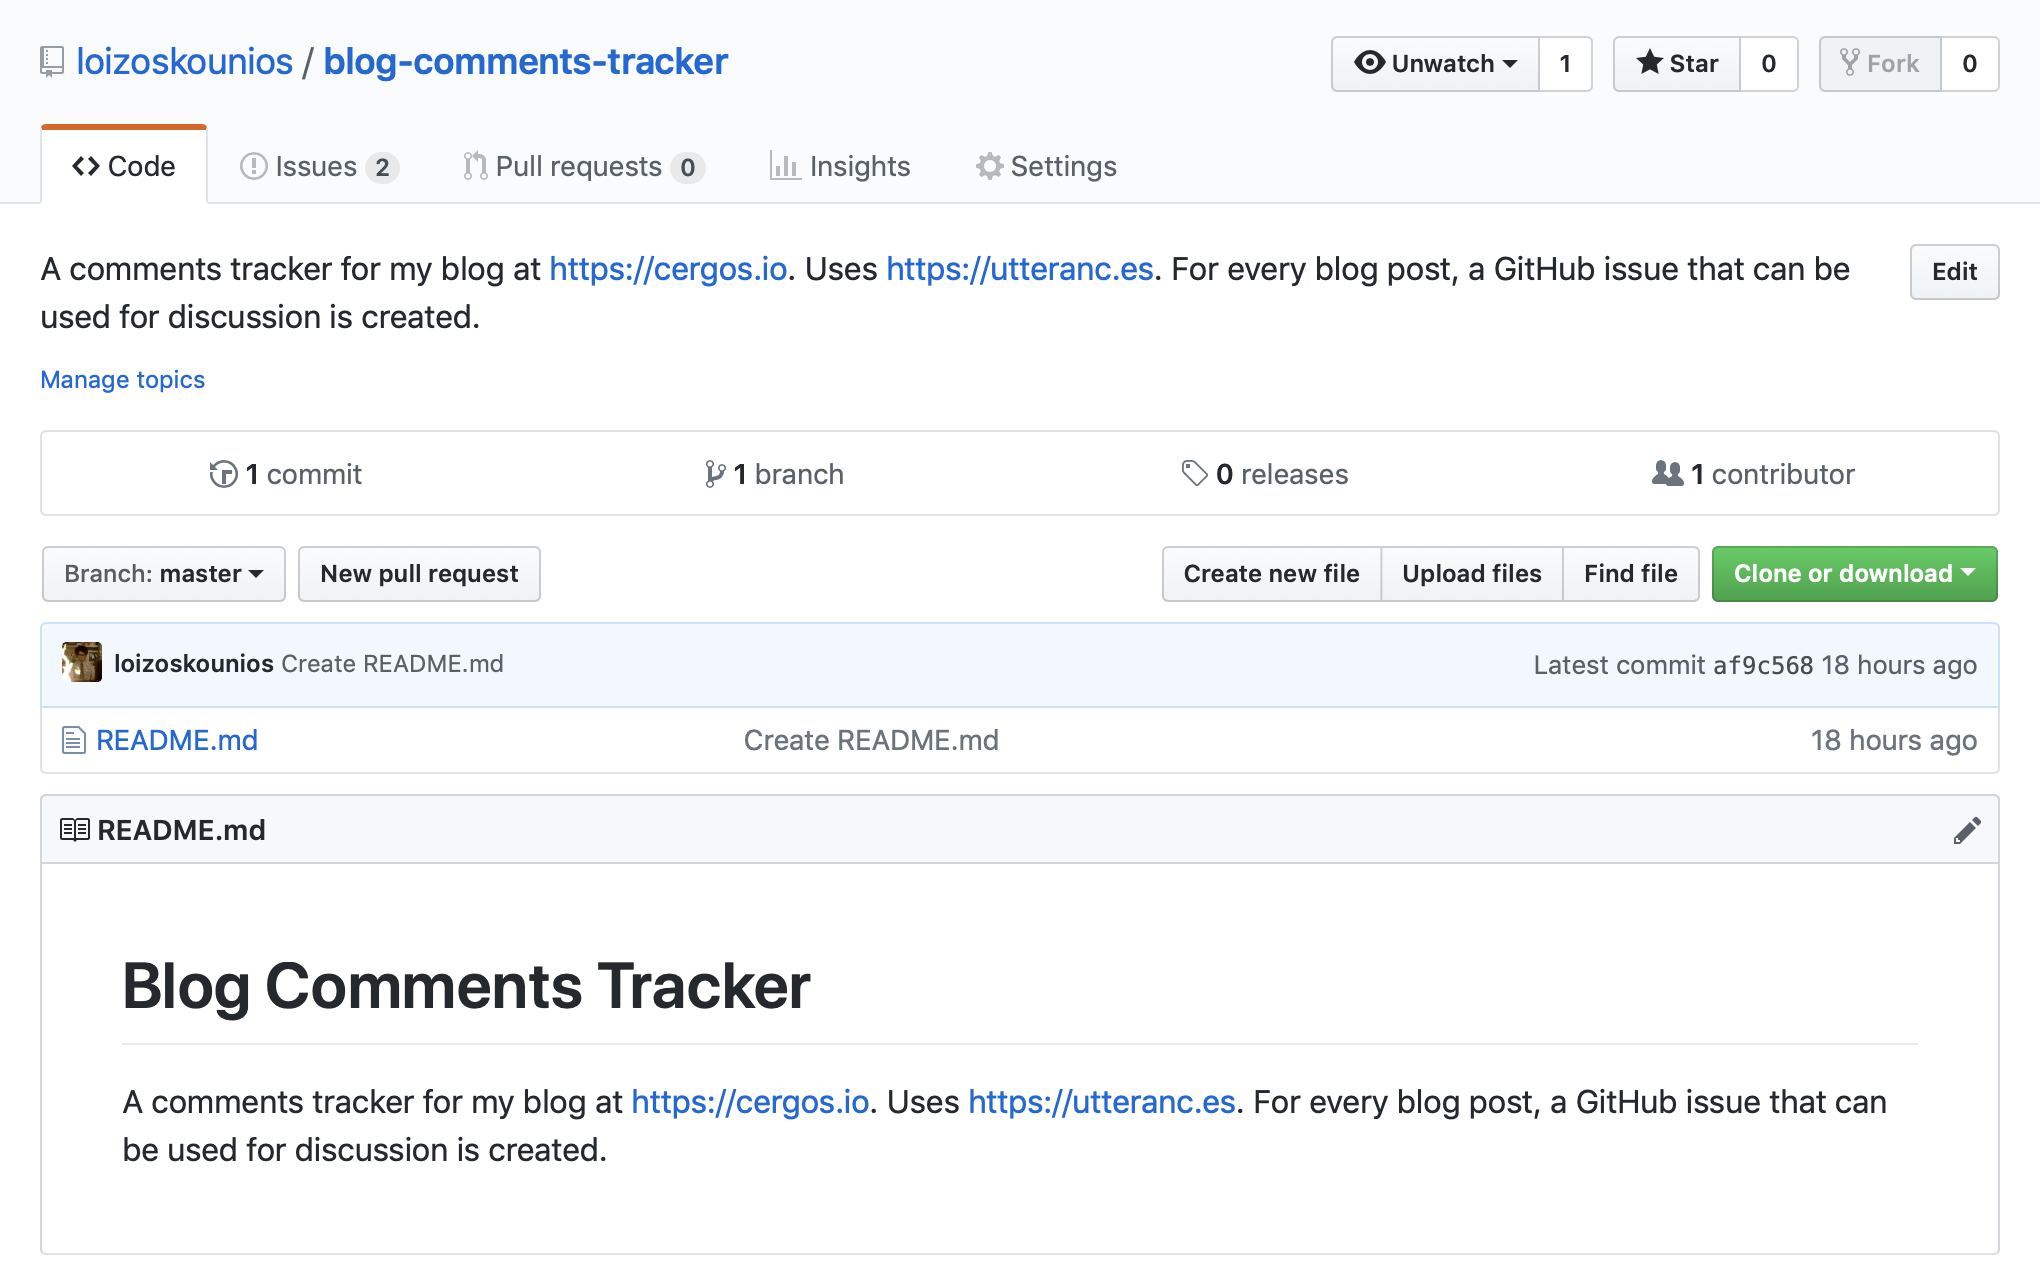 loizoskounios / blog-comments-tracker
Unwatch 1 Star 0 Fork 0
Code Issues 2 Pull requests 0 Insights Settings
A comments tracker for my blog at https://cergos.io. Uses https://utteranc.es. For every blog post, a GitHub issue that can be
used for discussion is created.
Edit
Manage topics
1 commit 1 branch 0 releases 1 contributor
Branch: master New pull request Create new file Upload files Find file Clone or download
loizoskounios Create README.md Latest commit af9c568 18 hours ago
README.md Create README.md 18 hours ago
README.md
Blog Comments Tracker
A comments tracker for my blog at https://cergos.io. Uses https://utteranc.es. For every blog post, a GitHub issue that can
be used for discussion is created.